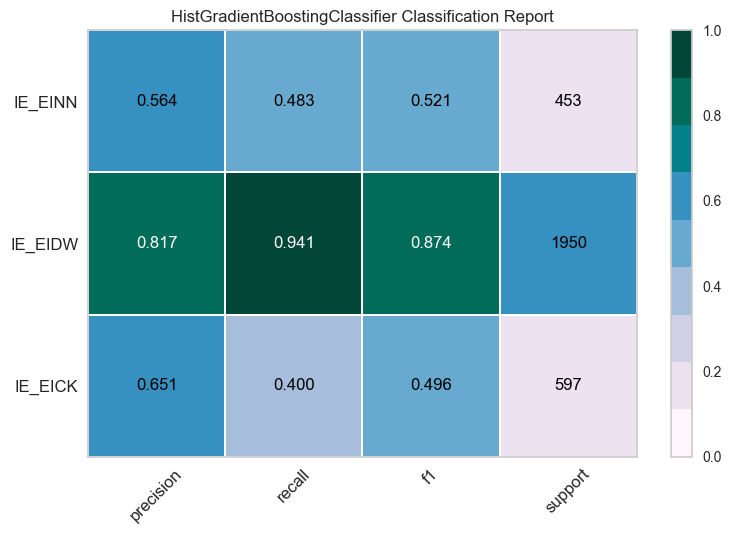 HistGradientBoostingClassifier Classification Report
IE_EINN 0.564 0.483 0.521 453
IE_EIDW 0.817 0.941 0.874 1950
IE_EICK 0.651 0.400 0.496 597
precision recall f1 support
1.0
0.8
0.6
0.4
0.2
0.0